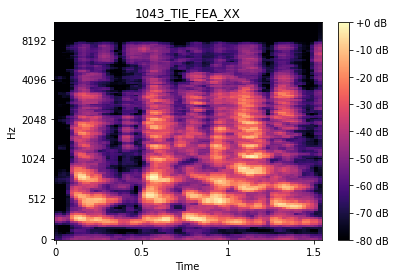 1043_TIE_FEA_XX
+0 dB
8192
-10 dB
4096
-20 dB
-30 dB
2048
Hz
-40 dB
1024
-50 dB
512
-60 dB
-70 dB
0
-80 dB
0
0.5
1
1.5
Time